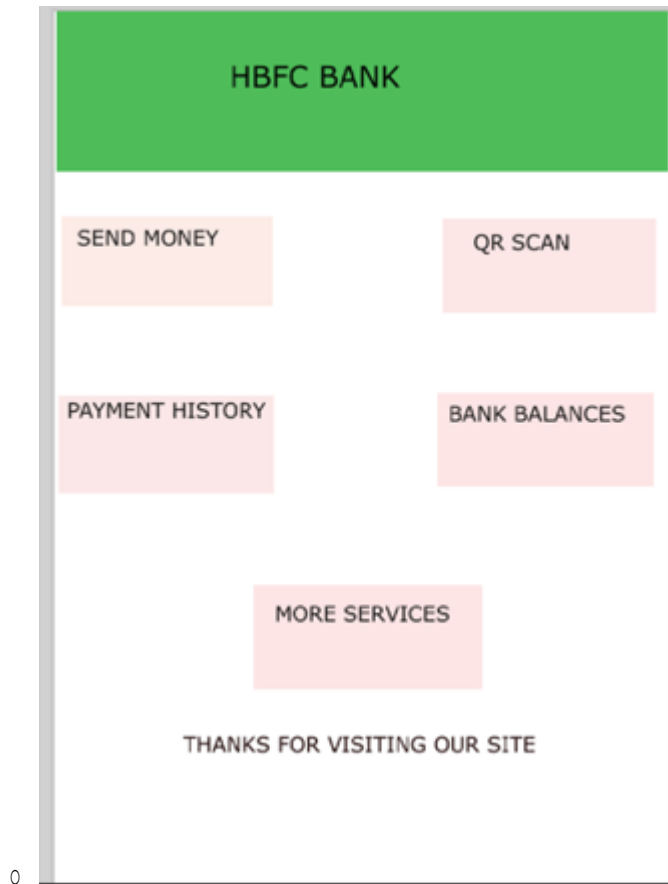 HBFC BANK
SEND MONEY
QR SCAN
PAYMENT HISTORY
BANK BALANCES
MORE SERVICES
THANKS FOR VISITING OUR SITE
0